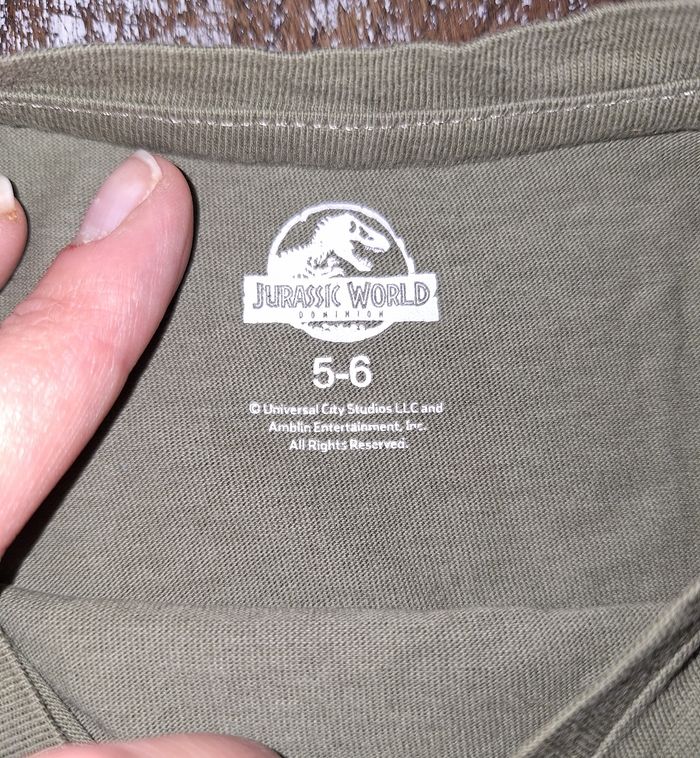 JURASSIC WORLD
DOMINION
5-6
© Universal City Studios LLC and
Amblin Entertainment, Inc.
All Rights Reserved.